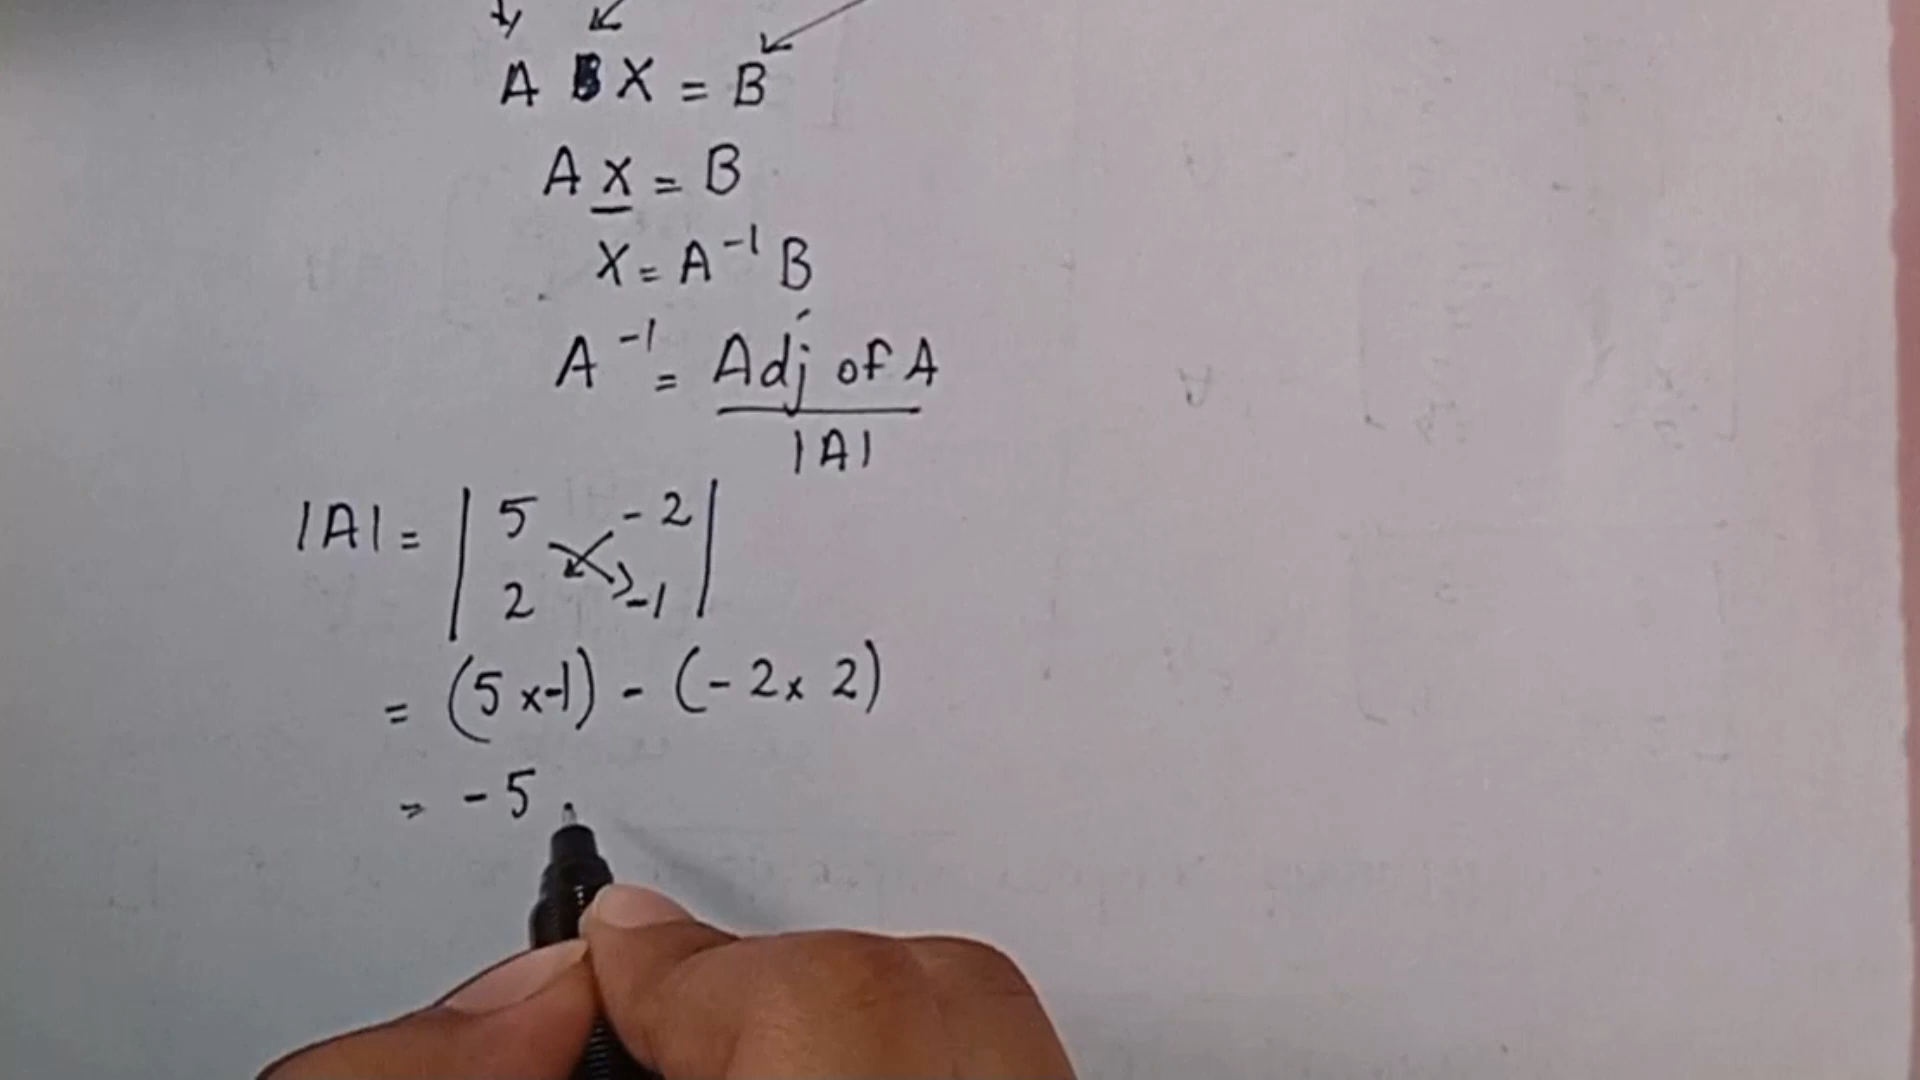 A X = B
A X = B
X = A⁻¹ B
A⁻¹ = Adj of A
|A|
|A| = | 5 -2 |
| 2 -1 |
= (5 x -1) - (-2 x 2)
= -5